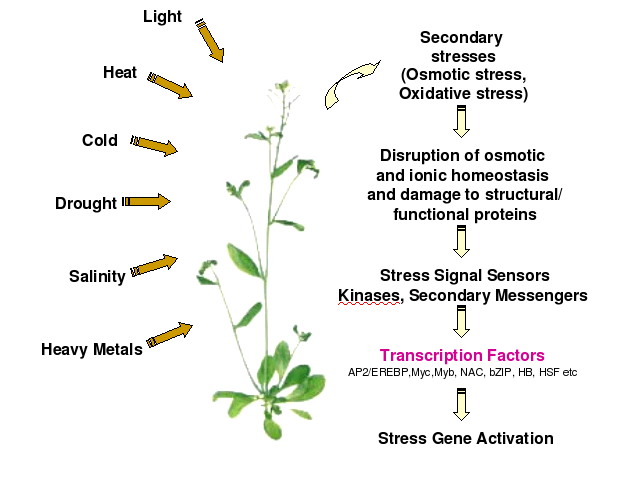 Light
Heat
Cold
Drought
Salinity
Heavy Metals
Secondary
stresses
(Osmotic stress,
Oxidative stress)
Disruption of osmotic
and ionic homeostasis
and damage to structural/
functional proteins
Stress Signal Sensors
Kinases, Secondary Messengers
Transcription Factors
AP2/EREBP,Myc,Myb, NAC, bZIP, HB, HSF etc
Stress Gene Activation